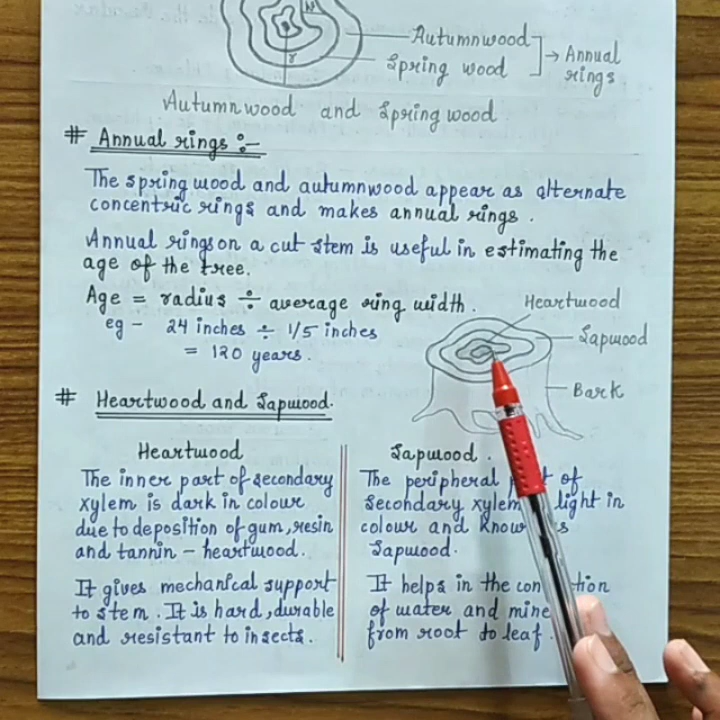 Autumnwood
Spring wood
→ Annual rings
Autumnwood and Spring wood
# Annual rings :-
The spring wood and autumnwood appear as alternate
concentric rings and makes annual rings .
Annual rings on a cut stem is useful in estimating the
age of the tree.
Age = radius ÷ average ring width .
eg - 24 inches ÷ 1/5 inches
= 120 years .
Heartwood
Sapwood
Bark
# Heartwood and Sapwood.
Heartwood
The inner part of secondary
xylem is dark in colour
due to deposition of gum, resin
and tannin - heartwood.
It gives mechanical support
to stem . It is hard, durable
and resistant to insects.
Sapwood .
The peripheral of
secondary xylem light in
colour and
Sapwood.
It helps in the
of water and
from root to leaf .